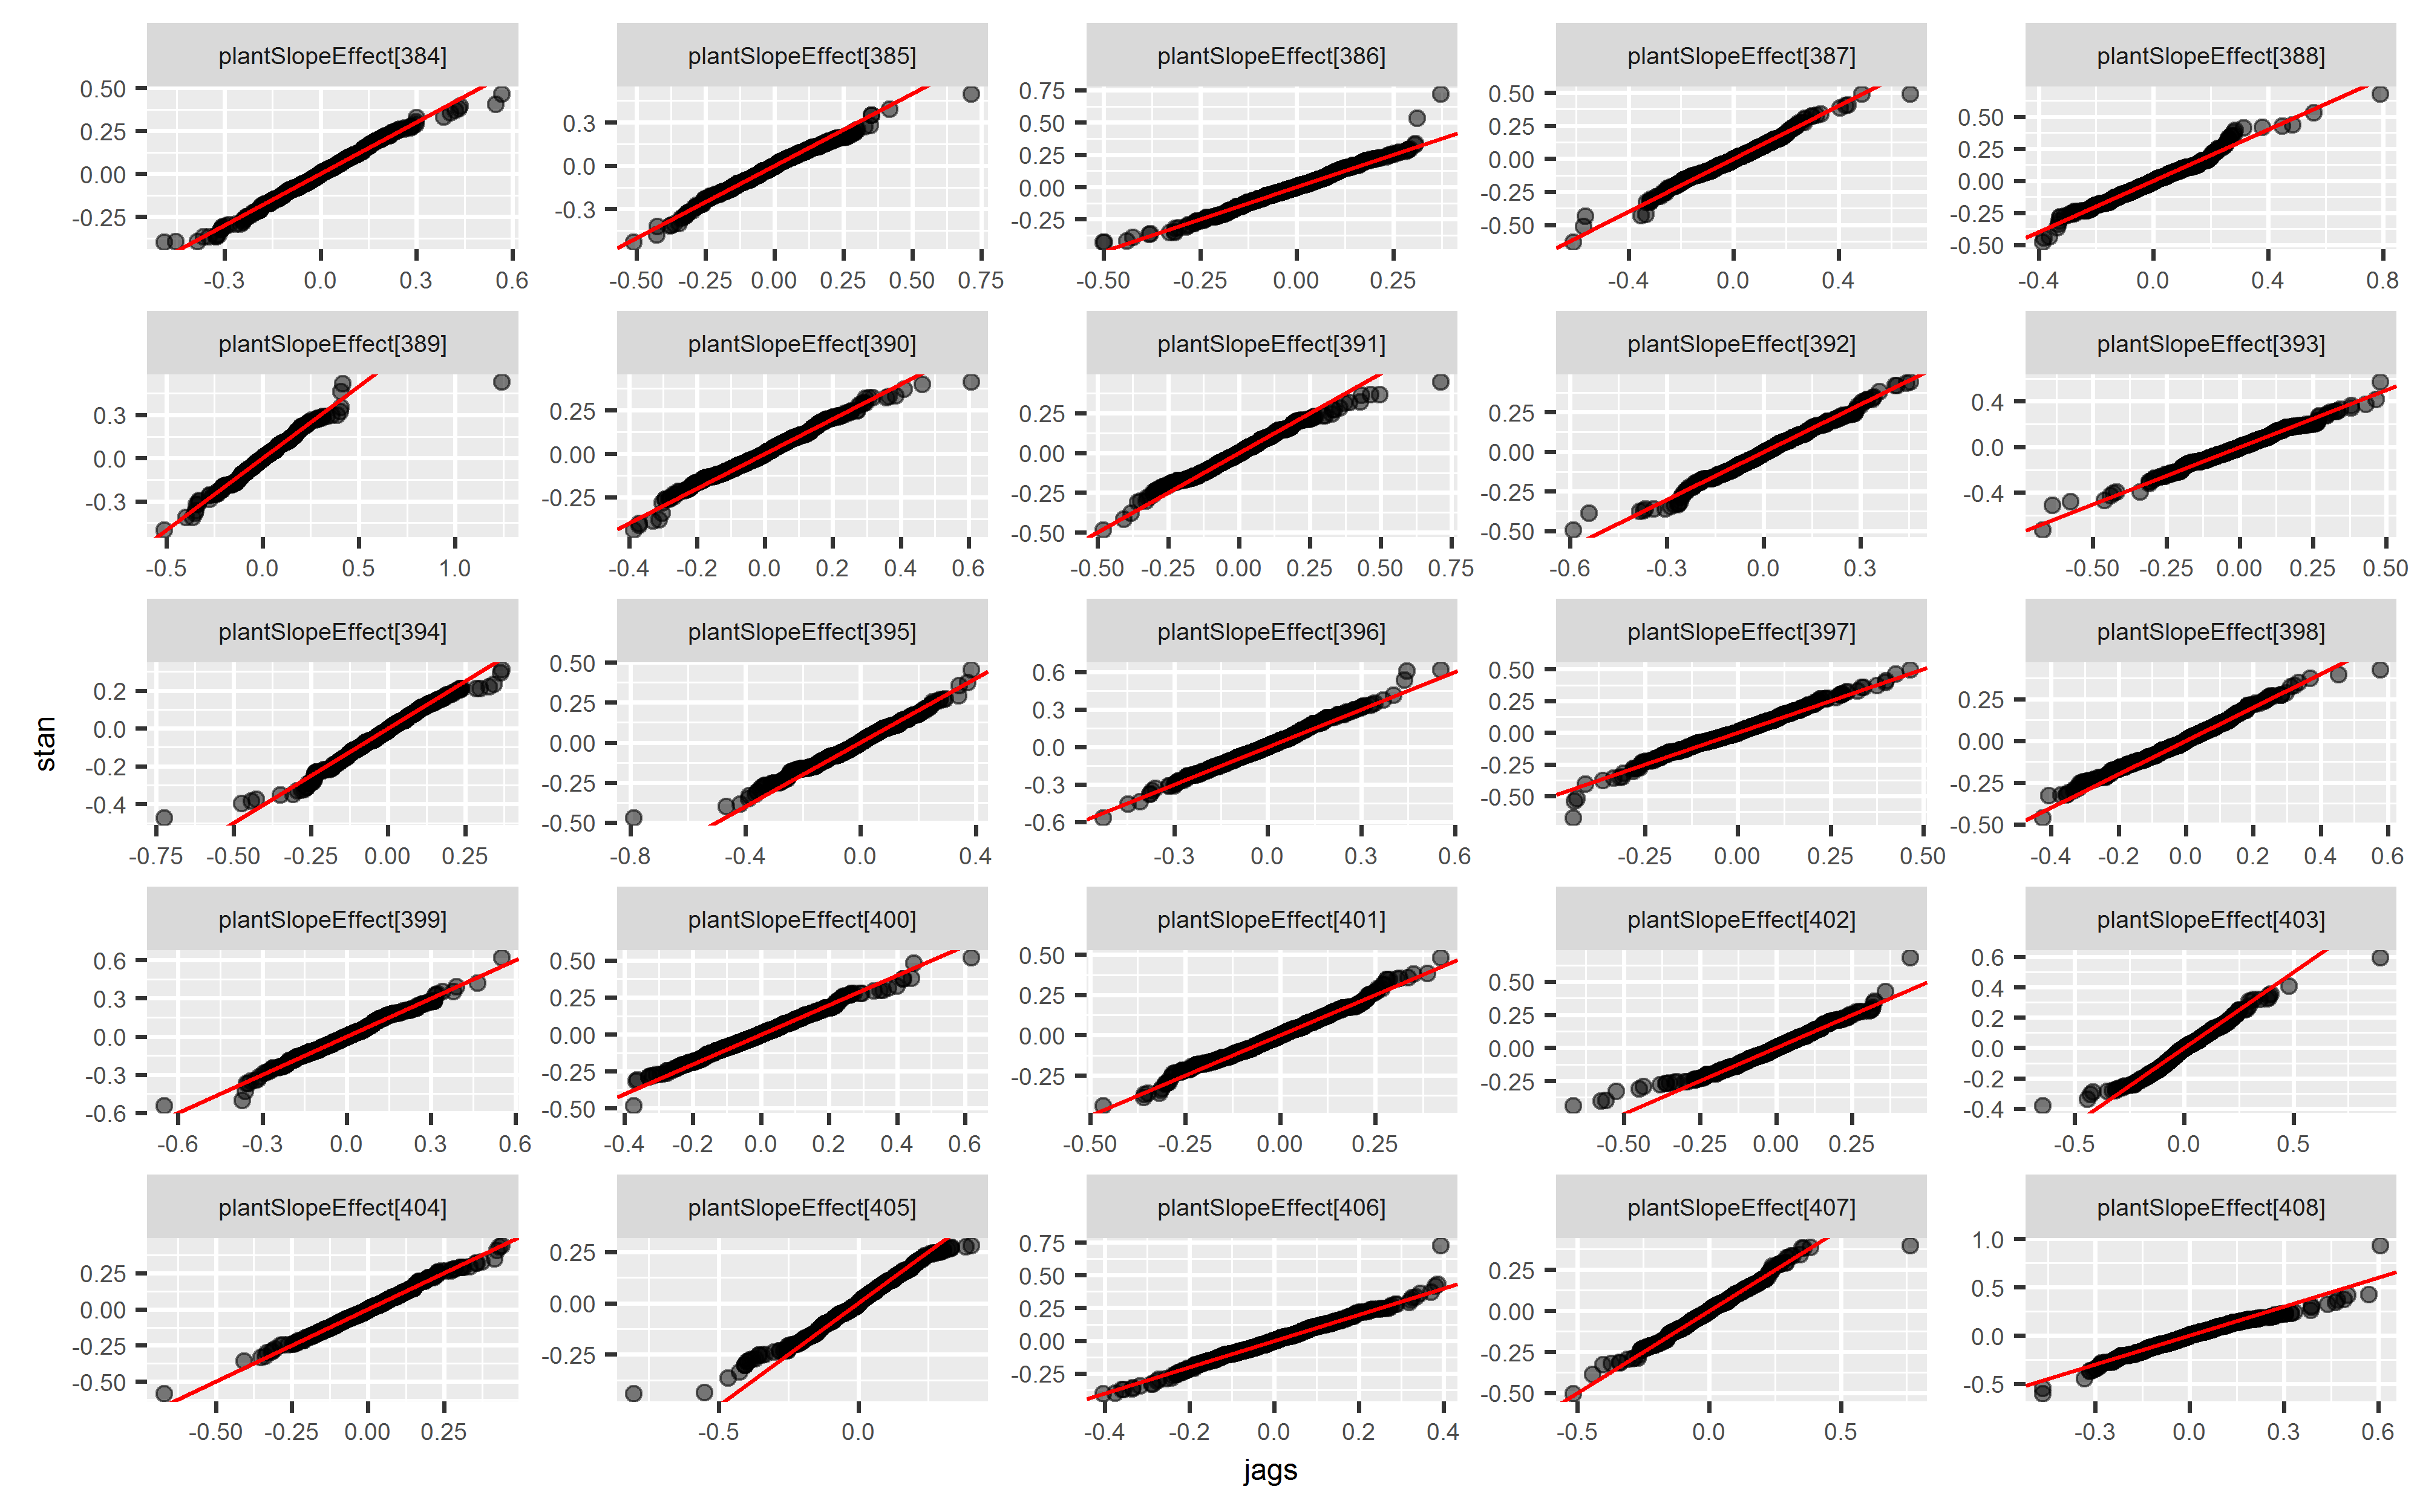 plantSlopeEffect[384] plantSlopeEffect[385] plantSlopeEffect[386] plantSlopeEffect[387] plantSlopeEffect[388]
0.50 0.25 0.00 -0.25
0.3 0.0 -0.3
0.75 0.50 0.25 0.00 -0.25
0.50 0.25 0.00 -0.25 -0.50
0.50 0.25 0.00 -0.25 -0.50
-0.3 0.0 0.3 0.6
-0.50 -0.25 0.00 0.25 0.50 0.75
-0.50 -0.25 0.00 0.25
-0.4 0.0 0.4
-0.4 0.0 0.4 0.8
plantSlopeEffect[389] plantSlopeEffect[390] plantSlopeEffect[391] plantSlopeEffect[392] plantSlopeEffect[393]
0.3 0.0 -0.3
0.25 0.00 -0.25
0.25 0.00 -0.25 -0.50
0.25 0.00 -0.25 -0.50
0.4 0.0 -0.4
-0.5 0.0 0.5 1.0
-0.4 -0.2 0.0 0.2 0.4 0.6
-0.50 -0.25 0.00 0.25 0.50 0.75
-0.6 -0.3 0.0 0.3
-0.50 -0.25 0.00 0.25 0.50
stan
plantSlopeEffect[394] plantSlopeEffect[395] plantSlopeEffect[396] plantSlopeEffect[397] plantSlopeEffect[398]
0.2 0.0 -0.2 -0.4
0.50 0.25 0.00 -0.25 -0.50
0.6 0.3 0.0 -0.3 -0.6
0.50 0.25 0.00 -0.25 -0.50
0.25 0.00 -0.25 -0.50
-0.75 -0.50 -0.25 0.00 0.25
-0.8 -0.4 0.0 0.4
-0.3 0.0 0.3 0.6
-0.25 0.00 0.25 0.50
-0.4 -0.2 0.0 0.2 0.4 0.6
plantSlopeEffect[399] plantSlopeEffect[400] plantSlopeEffect[401] plantSlopeEffect[402] plantSlopeEffect[403]
0.6 0.3 0.0 -0.3 -0.6
0.50 0.25 0.00 -0.25 -0.50
0.50 0.25 0.00 -0.25
0.50 0.25 0.00 -0.25
0.6 0.4 0.2 0.0 -0.2 -0.4
-0.6 -0.3 0.0 0.3 0.6
-0.4 -0.2 0.0 0.2 0.4 0.6
-0.50 -0.25 0.00 0.25
-0.50 -0.25 0.00 0.25
-0.5 0.0 0.5
plantSlopeEffect[404] plantSlopeEffect[405] plantSlopeEffect[406] plantSlopeEffect[407] plantSlopeEffect[408]
0.25 0.00 -0.25 -0.50
0.25 0.00 -0.25
0.75 0.50 0.25 0.00 -0.25
0.25 0.00 -0.25 -0.50
1.0 0.5 0.0 -0.5
-0.50 -0.25 0.00 0.25
-0.5 0.0
-0.4 -0.2 0.0 0.2 0.4
-0.5 0.0 0.5
-0.3 0.0 0.3 0.6
jags